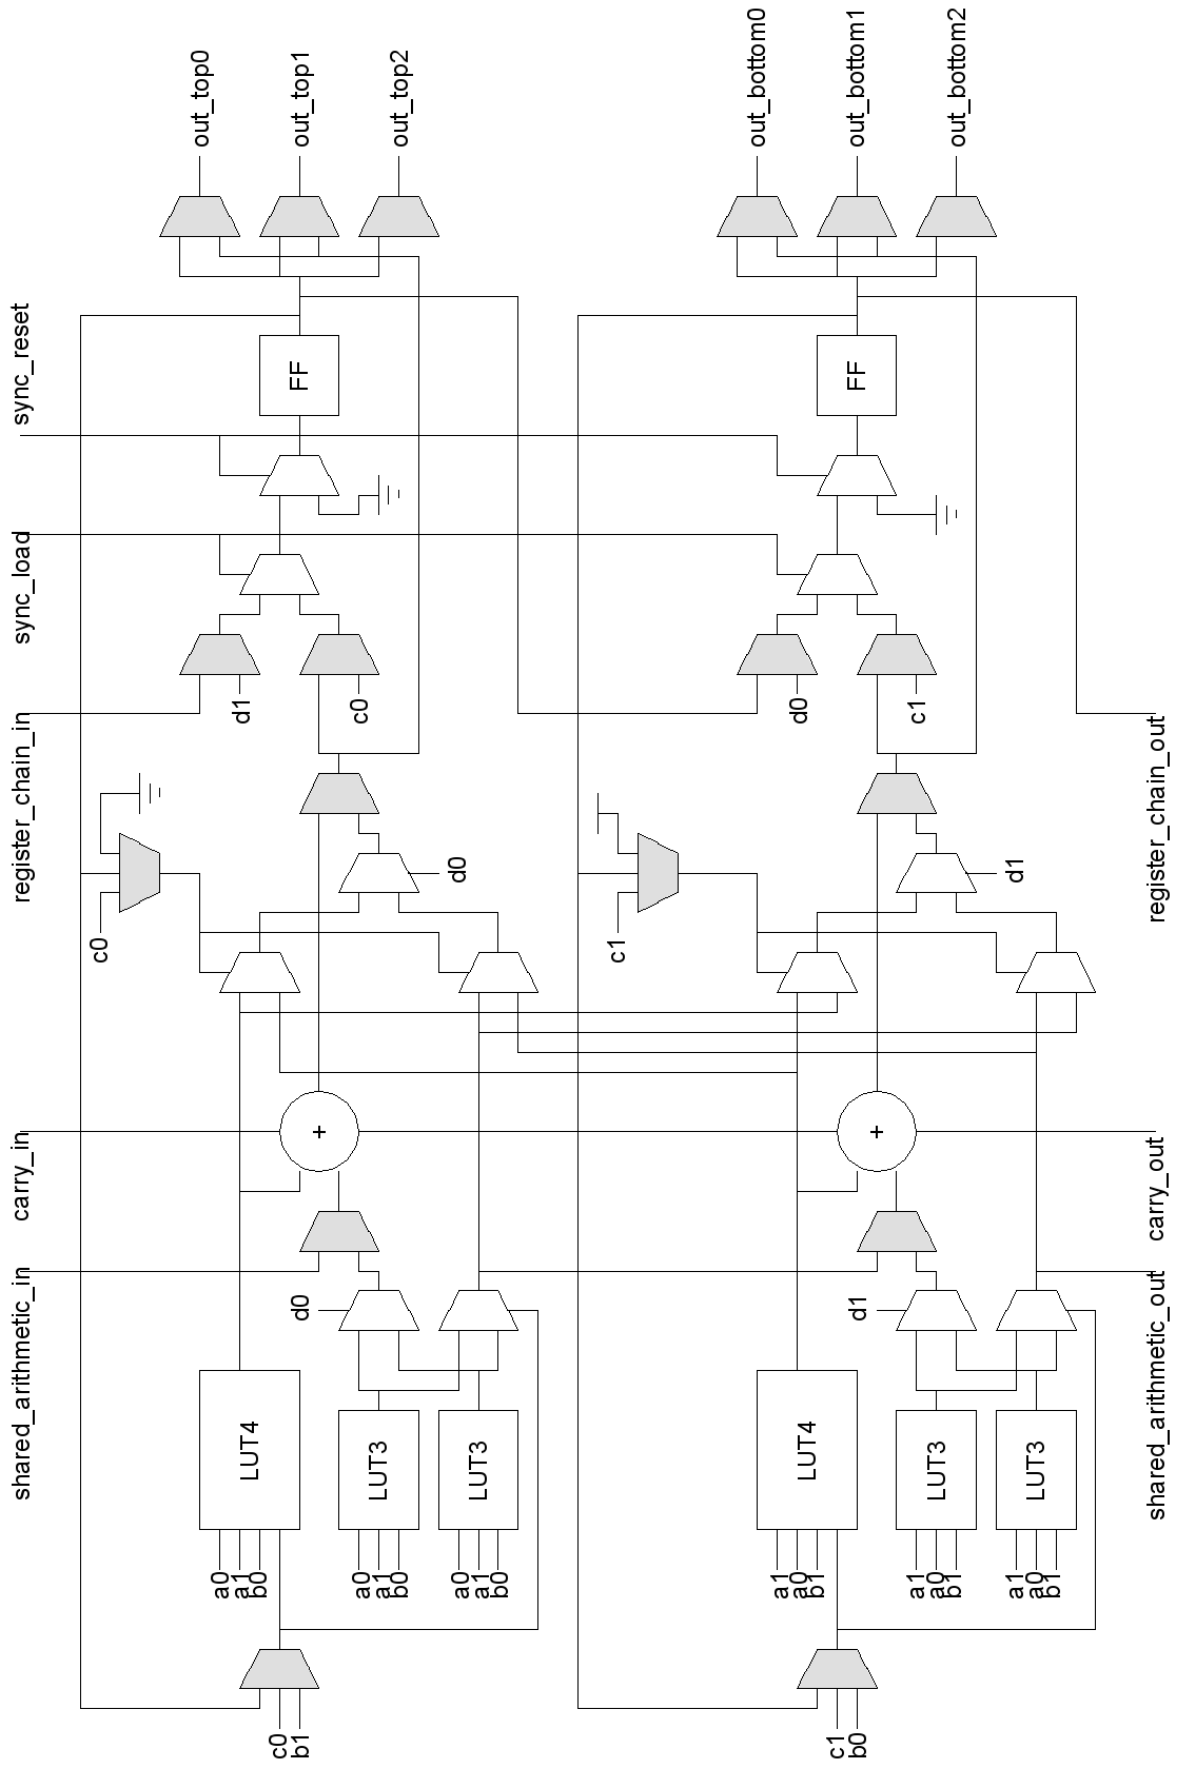 out_top0
out_top1
out_top2
out_bottom0
out_bottom1
out_bottom2
sync_reset
FF
FF
sync_load
register_chain_in
d1
c0
d0
c1
register_chain_out
c0
d0
c1
d1
carry_in
+
+
carry_out
shared_arithmetic_in
d0
d1
shared_arithmetic_out
LUT4
LUT3
LUT3
LUT4
LUT3
LUT3
a0
a1
b0
a0
a1
b0
a0
a1
b0
a1
a0
b1
a1
a0
b1
a1
a0
b1
c0
b1
c1
b0